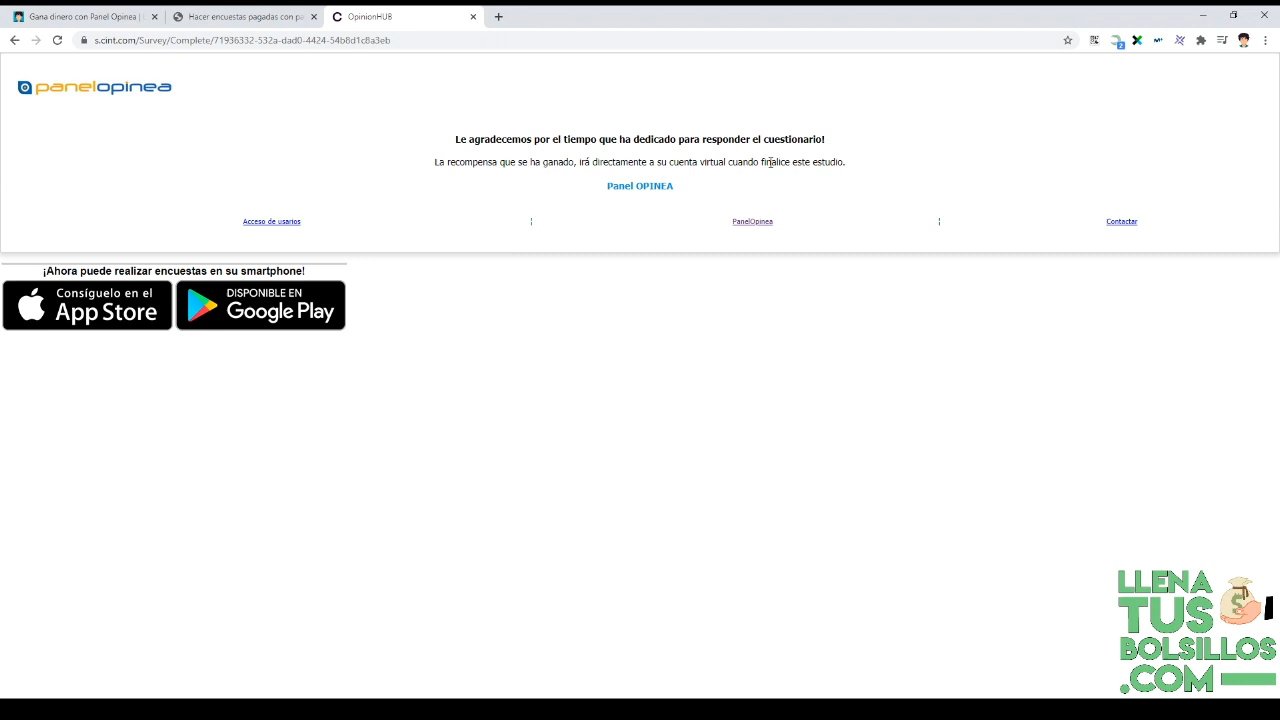 Gana dinero con Panel Opinea |
Hacer encuestas pagadas con pa
OpinionHUB
s.cint.com/Survey/Complete/71936332-532a-dad0-4424-54b8d1c8a3eb
2
panelopinea
Le agradecemos por el tiempo que ha dedicado para responder el cuestionario!
La recompensa que se ha ganado, irá directamente a su cuenta virtual cuando finalice este estudio.
Panel OPINEA
Acceso de usarios ¦ PanelOpinea ¦ Contactar
¡Ahora puede realizar encuestas en su smartphone!
Consíguelo en el
App Store
DISPONIBLE EN
Google Play
LLENA
TUS
BOLSILLOS
.COM